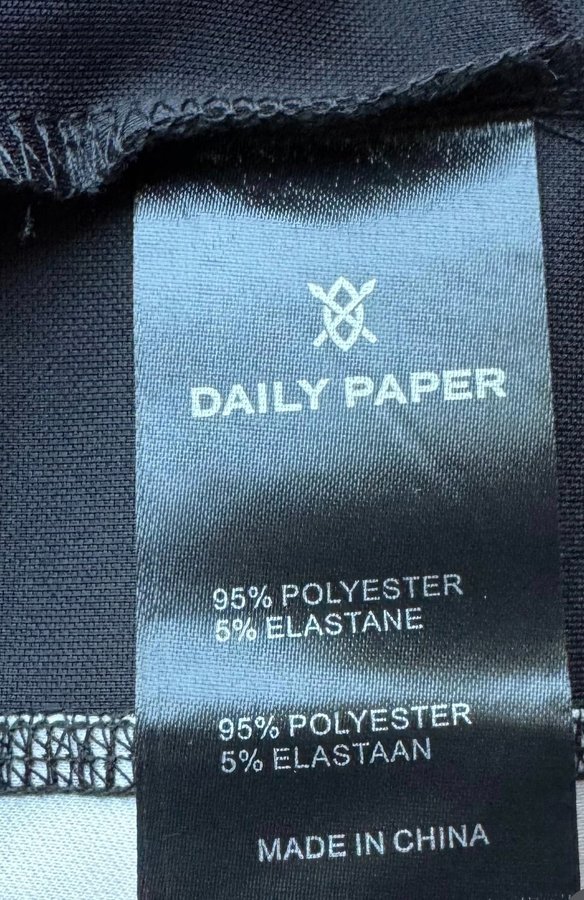 DAILY PAPER
95% POLYESTER
5% ELASTANE
95% POLYESTER
5% ELASTAAN
MADE IN CHINA